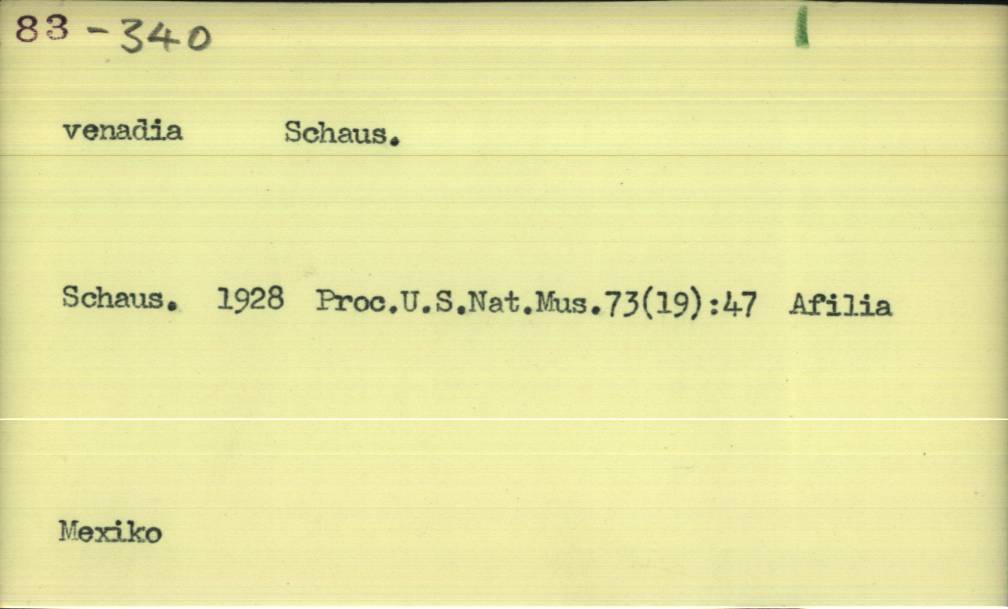 83 -340
venadia Schaus.
Schaus. 1928 Proc.U.S.Nat.Mus.73(19):47 Afilia
Mexiko